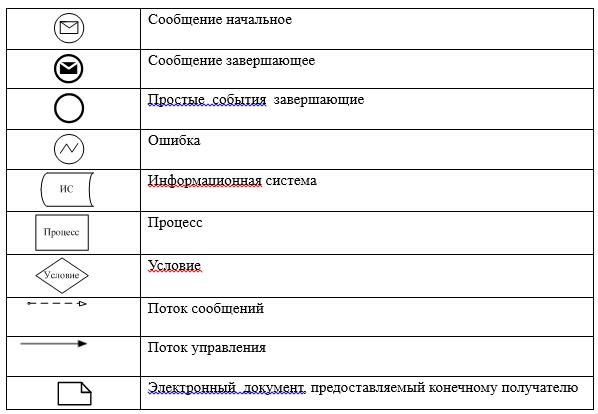 Сообщение начальное
Сообщение завершающее
Простые события завершающие
Ошибка
ИС
Информационная система
Процесс
Процесс
Условие
Условие
Поток сообщений
Поток управления
Электронный документ, предоставляемый конечному получателю